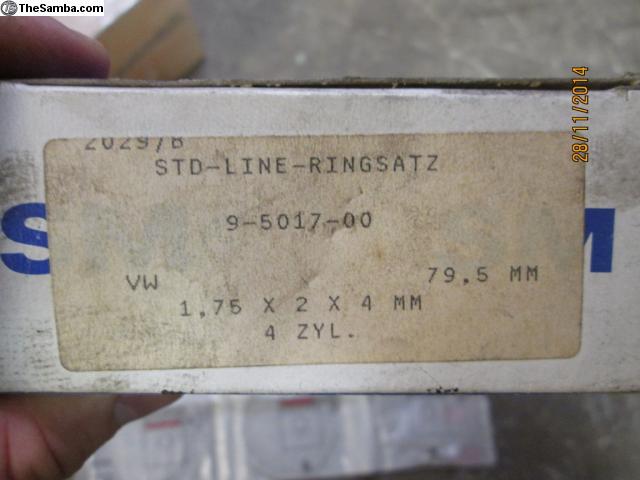 TheSamba.com
28/11/2014
2029/B
STD-LINE-RINGSATZ
9-5017-00
VW 79,5 MM
1,75 X 2 X 4 MM
4 ZYL.
SM